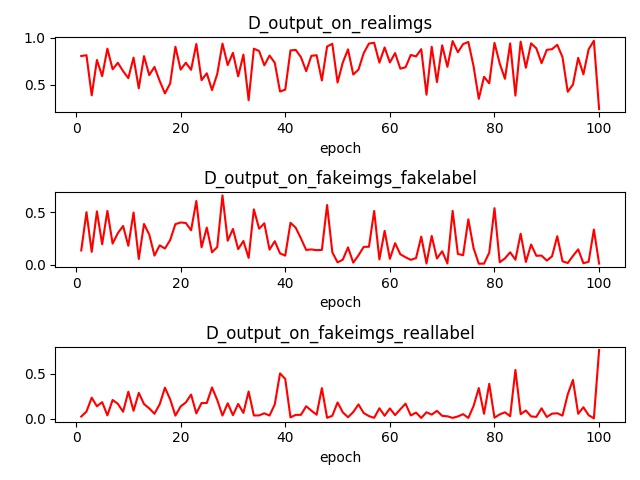 D_output_on_realimgs
1.0
0.5
0 20 40 60 80 100
epoch
D_output_on_fakeimgs_fakelabel
0.5
0.0
0 20 40 60 80 100
epoch
D_output_on_fakeimgs_reallabel
0.5
0.0
0 20 40 60 80 100
epoch